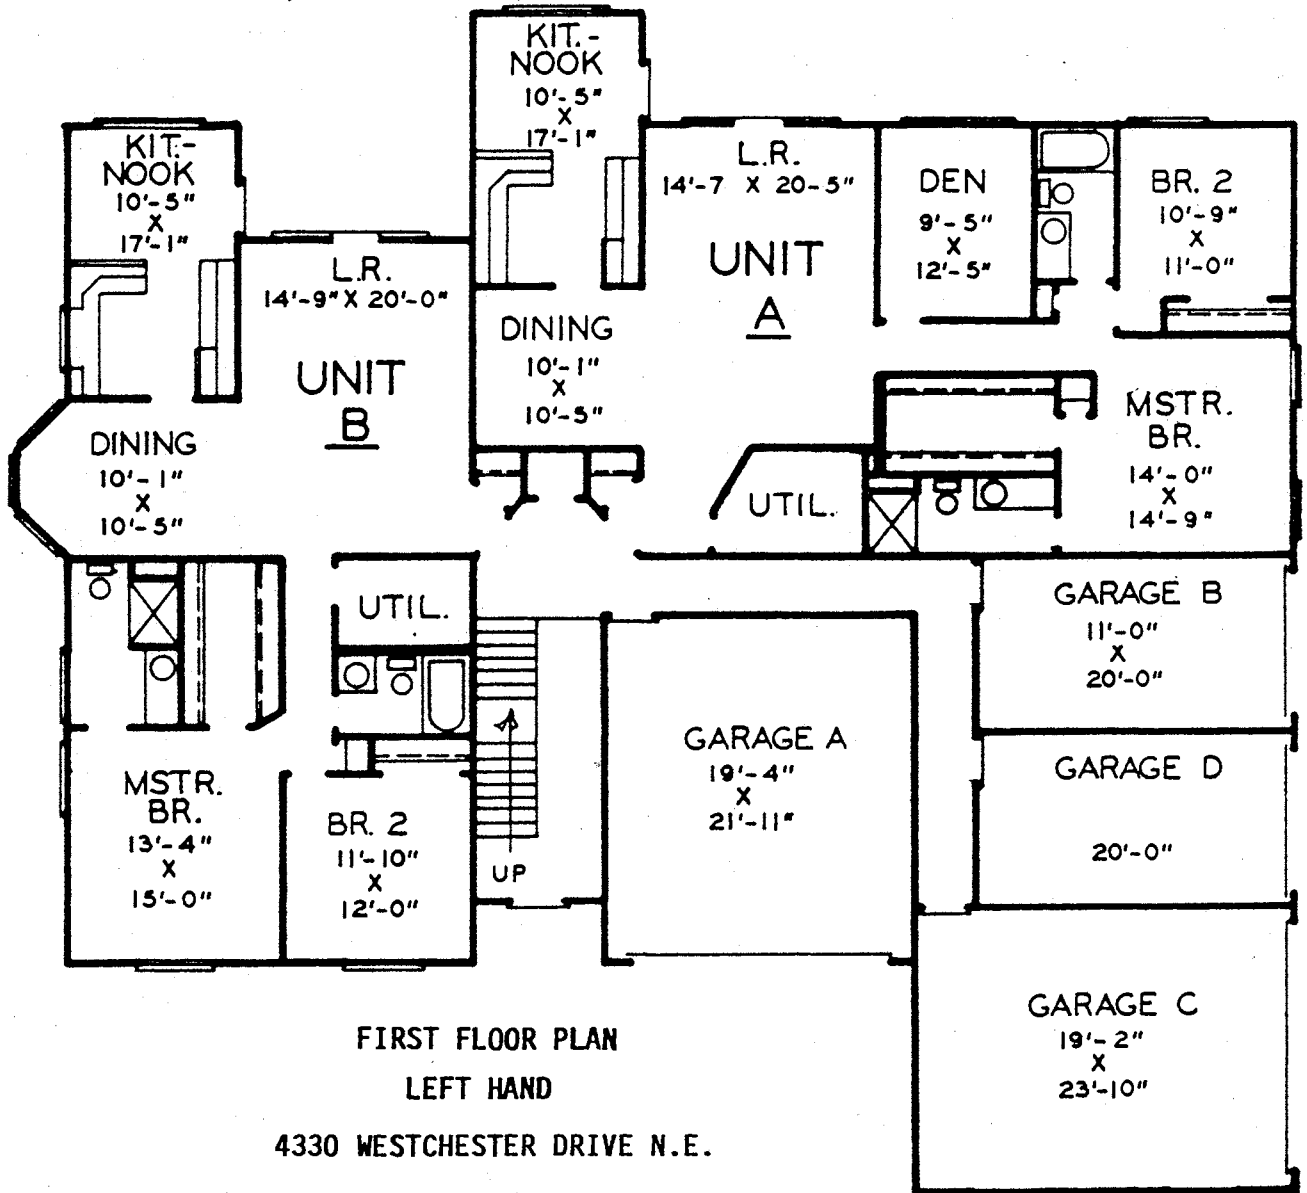 KIT.-
NOOK
10'-5"
X
17'-1"
KIT.-
NOOK
10'-5"
X
17'-1"
L.R.
14'-7 X 20-5"
DEN
9'-5"
X
12'-5"
BR. 2
10'-9"
X
11'-0"
L.R.
14'-9" X 20'-0"
UNIT
A
DINING
10'-1"
X
10'-5"
UNIT
B
MSTR.
BR.
14'-0"
X
14'-9"
DINING
10'-1"
X
10'-5"
UTIL.
UTIL.
GARAGE B
11'-0"
X
20'-0"
GARAGE A
19'-4"
X
21'-11"
GARAGE D
20'-0"
MSTR.
BR.
13'-4"
X
15'-0"
BR. 2
11'-10"
X
12'-0"
UP
GARAGE C
19'-2"
X
23'-10"
FIRST FLOOR PLAN
LEFT HAND
4330 WESTCHESTER DRIVE N.E.